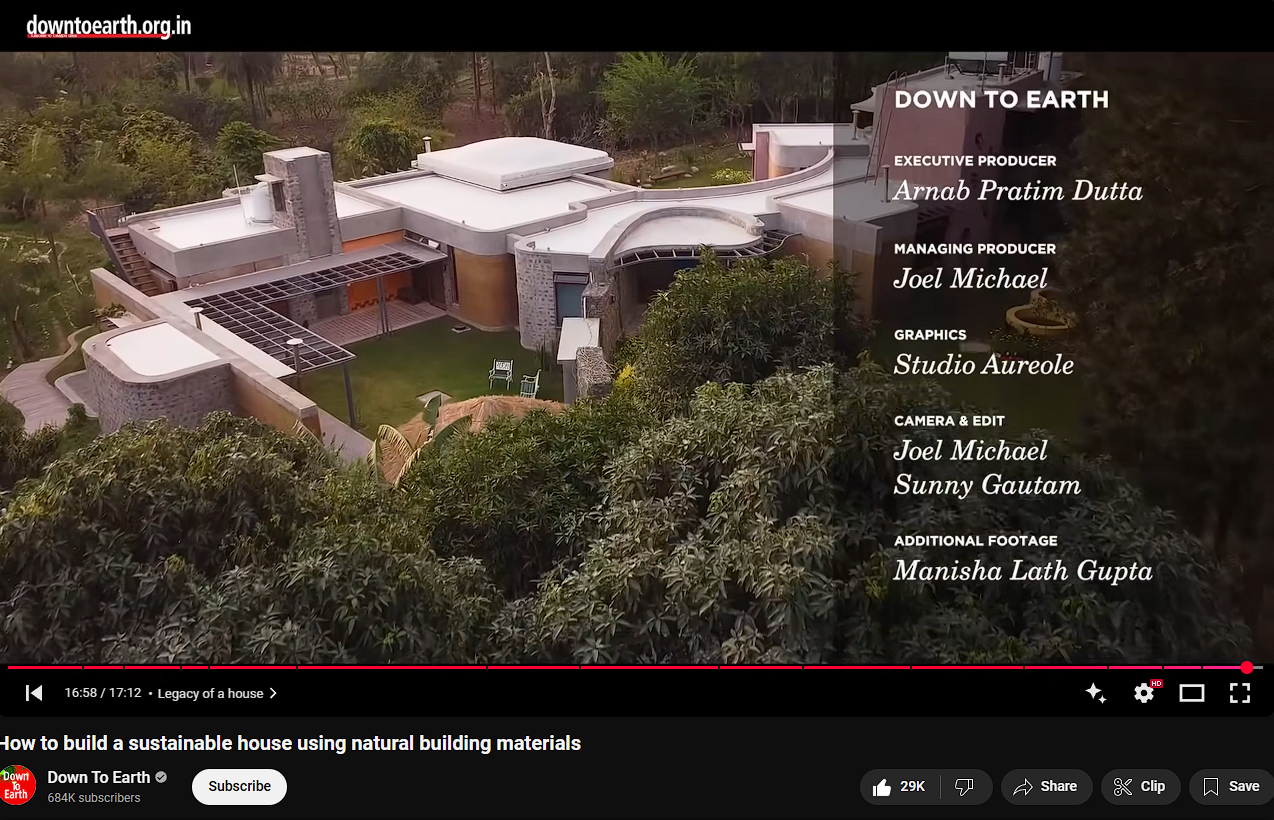 downtoearth.org.in
DOWN TO EARTH
EXECUTIVE PRODUCER
Arnab Pratim Dutta
MANAGING PRODUCER
Joel Michael
GRAPHICS
Studio Aureole
CAMERA & EDIT
Joel Michael
Sunny Gautam
ADDITIONAL FOOTAGE
Manisha Lath Gupta
16:58 / 17:12 • Legacy of a house
HD
How to build a sustainable house using natural building materials
Down To Earth
Down To Earth
684K subscribers
Subscribe
29K
Share
Clip
Save